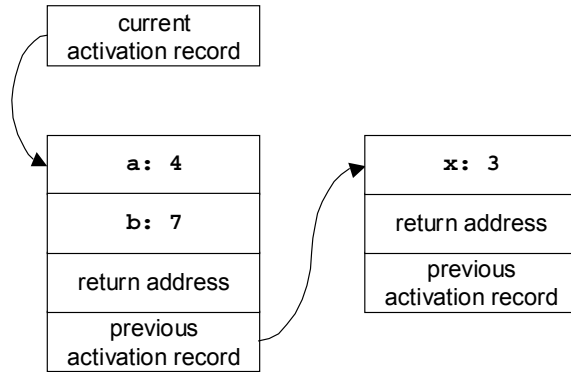 current
activation record
a: 4
b: 7
return address
previous
activation record
x: 3
return address
previous
activation record